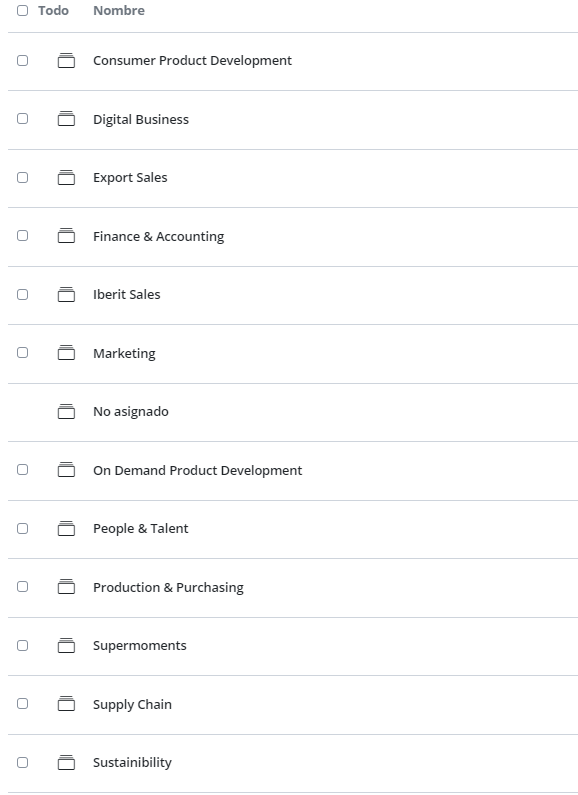 Todo Nombre
Consumer Product Development
Digital Business
Export Sales
Finance & Accounting
Iberit Sales
Marketing
No asignado
On Demand Product Development
People & Talent
Production & Purchasing
Supermoments
Supply Chain
Sustainibility